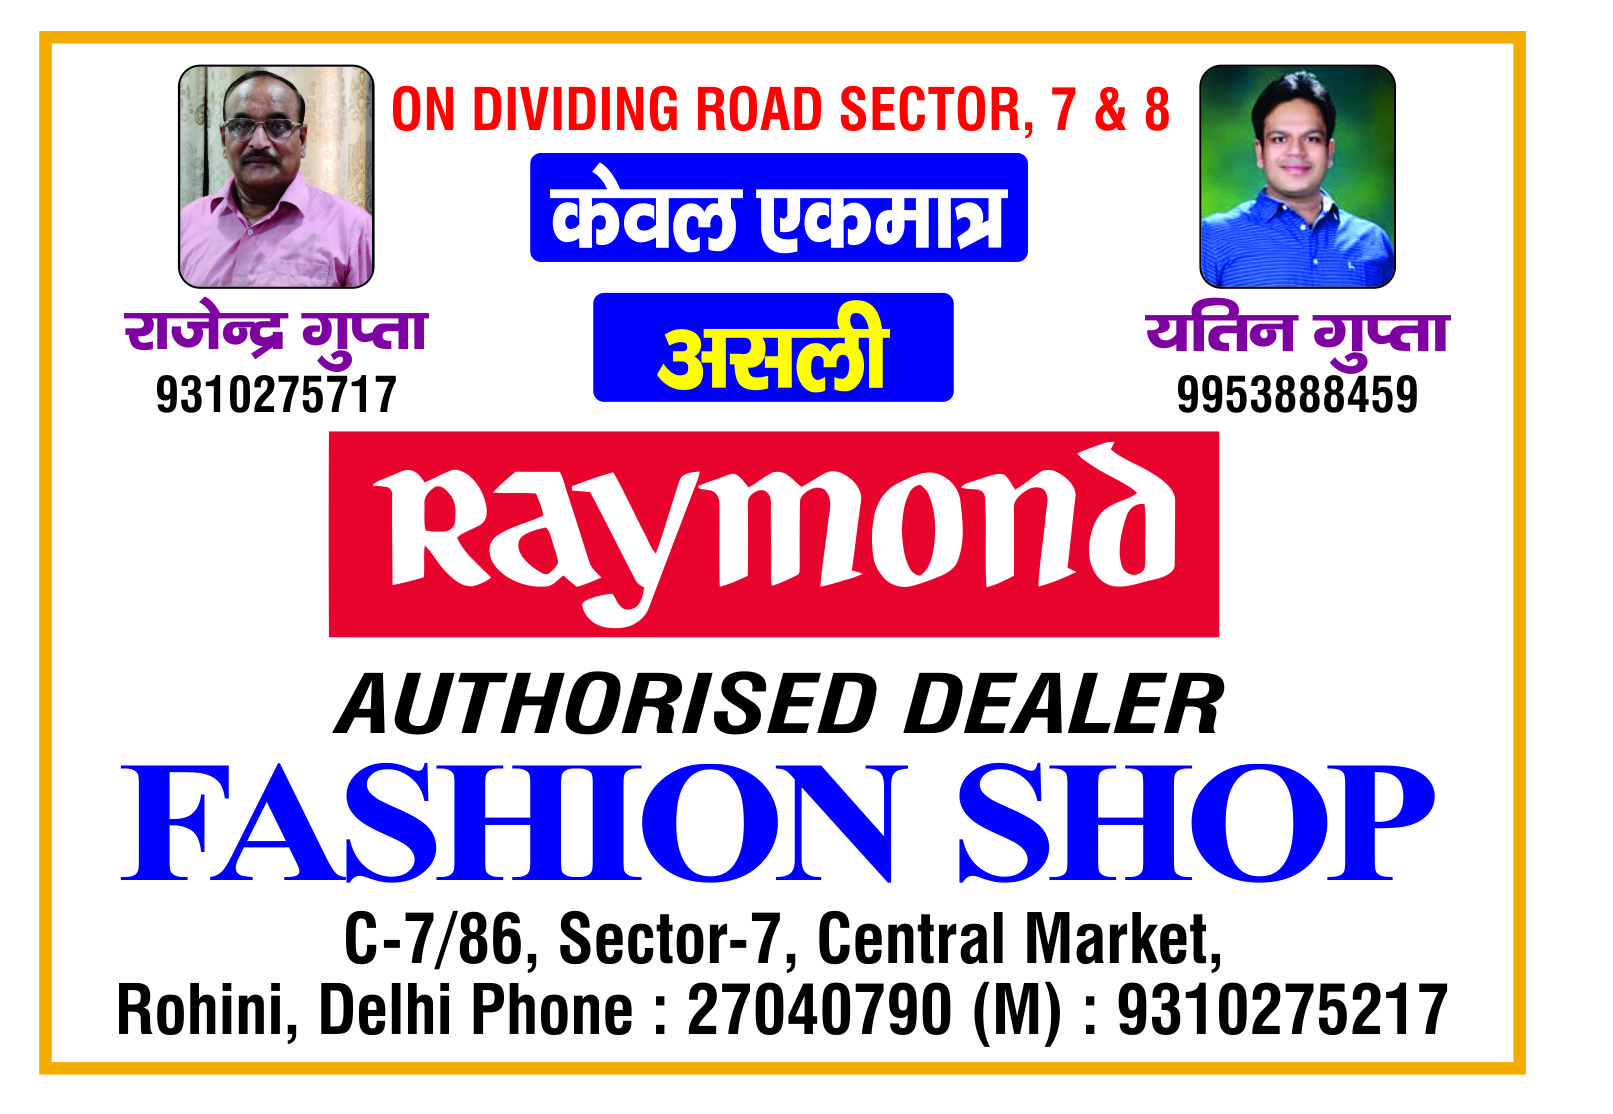 ON DIVIDING ROAD SECTOR, 7 & 8
केवल एकमात्र
असली
राजेन्द्र गुप्ता
9310275717
यतिन गुप्ता
9953888459
Raymond
AUTHORISED DEALER
FASHION SHOP
C-7/86, Sector-7, Central Market,
Rohini, Delhi Phone : 27040790 (M) : 9310275217